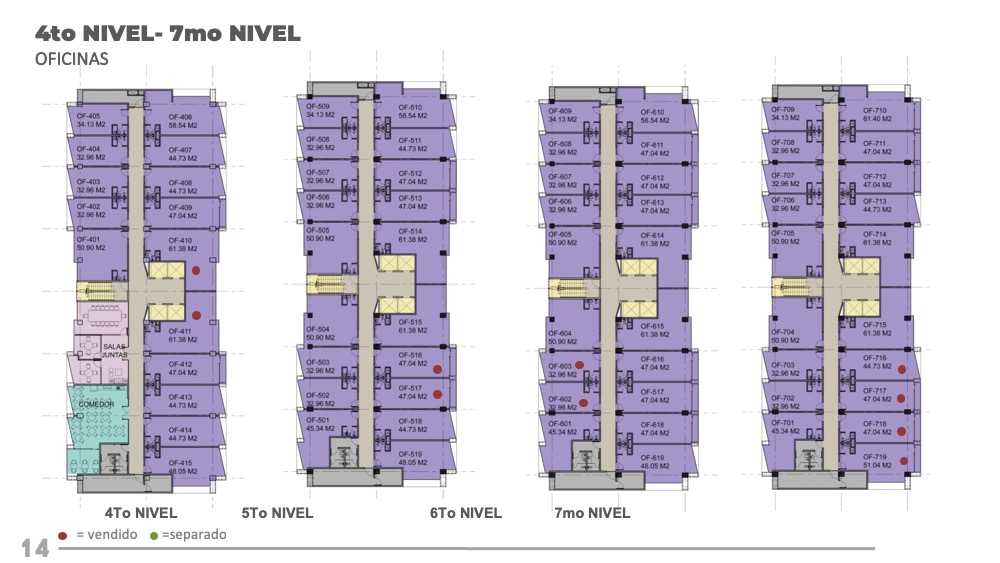 4to NIVEL- 7mo NIVEL
OFICINAS
OF-405
34.13 M2
OF-404
32.96 M2
OF-403
32.96 M2
OF-402
32.96 M2
OF-401
50.90 M2
SALAS
JUNTAS
COMEDOR
OF-406
58.54 M2
OF-407
44.73 M2
OF-408
44.73 M2
OF-409
47.04 M2
OF-410
61.38 M2
OF-411
61.38 M2
OF-412
47.04 M2
OF-413
44.73 M2
OF-414
44.73 M2
OF-415
48.05 M2
OF-509
34.13 M2
OF-508
32.96 M2
OF-507
32.96 M2
OF-506
32.96 M2
OF-505
50.90 M2
OF-504
50.90 M2
OF-503
32.96 M2
OF-502
32.96 M2
OF-501
45.34 M2
OF-510
58.54 M2
OF-511
44.73 M2
OF-512
47.04 M2
OF-513
47.04 M2
OF-514
61.38 M2
OF-515
61.38 M2
OF-516
47.04 M2
OF-517
47.04 M2
OF-518
44.73 M2
OF-519
48.05 M2
OF-609
34.13 M2
OF-608
32.96 M2
OF-607
32.96 M2
OF-606
32.96 M2
OF-605
50.90 M2
OF-604
50.90 M2
OF-603
32.96 M2
OF-602
32.96 M2
OF-601
45.34 M2
OF-610
58.54 M2
OF-611
47.04 M2
OF-612
47.04 M2
OF-613
47.04 M2
OF-614
61.38 M2
OF-615
61.38 M2
OF-616
47.04 M2
OF-517
47.04 M2
OF-618
47.04 M2
OF-619
48.05 M2
OF-709
34.13 M2
OF-708
32.96 M2
OF-707
32.96 M2
OF-706
32.96 M2
OF-705
50.90 M2
OF-704
50.90 M2
OF-703
32.96 M2
OF-702
32.96 M2
OF-701
45.34 M2
OF-710
61.40 M2
OF-711
47.04 M2
OF-712
47.04 M2
OF-713
44.73 M2
OF-714
61.38 M2
OF-715
61.38 M2
OF-716
44.73 M2
OF-717
47.04 M2
OF-718
47.04 M2
OF-719
51.04 M2
4To NIVEL 5To NIVEL 6To NIVEL 7mo NIVEL
= vendido =separado
14